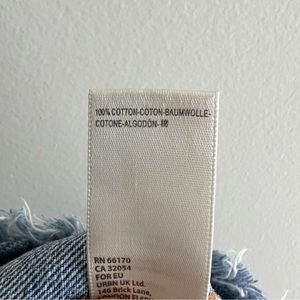 100% COTTON-COTON-BAUMWOLLE-
COTONE-ALGODÓN-棉
RN 66170
CA 32054
FOR EU
URBN UK Ltd.
146 Brick Lane,
LONDON